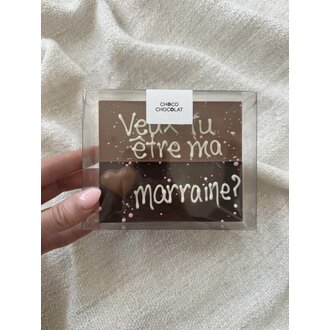 CHOCO
CHOCOLAT
Veux-tu
être ma
marraine?